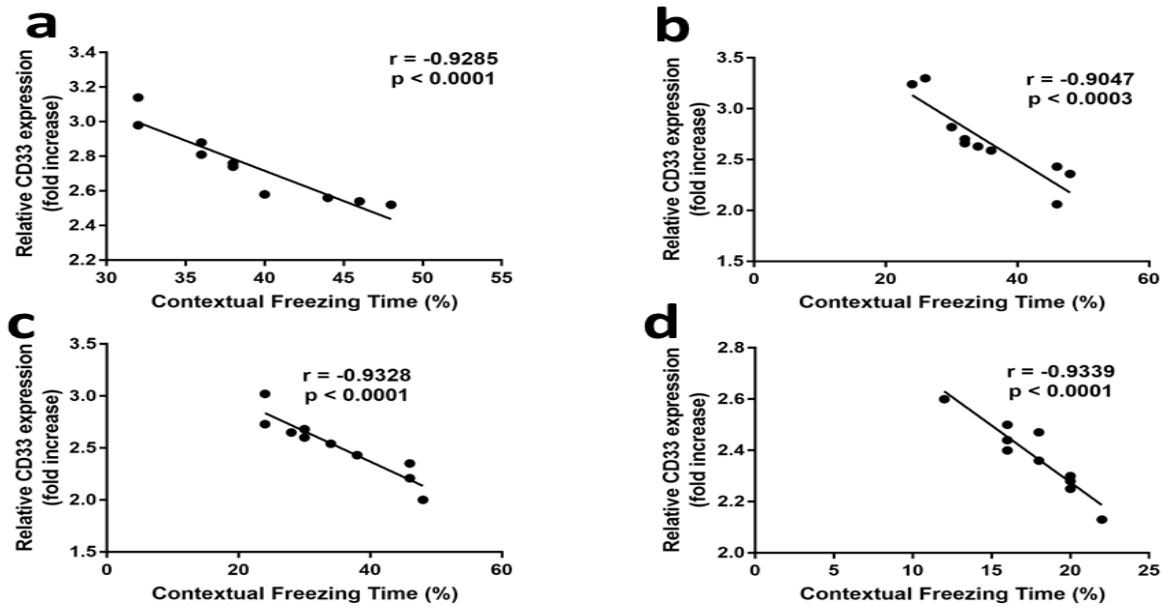 a
r = -0.9285
p < 0.0001
Relative CD33 expression
(fold increase)
3.4
3.2
3.0
2.8
2.6
2.4
2.2
30 35 40 45 50 55
Contextual Freezing Time (%)
b
r = -0.9047
p < 0.0003
Relative CD33 expression
(fold increase)
3.5
3.0
2.5
2.0
1.5
0 20 40 60
Contextual Freezing Time (%)
c
r = -0.9328
p < 0.0001
Relative CD33 expression
(fold increase)
3.5
3.0
2.5
2.0
1.5
0 20 40 60
Contextual Freezing Time (%)
d
r = -0.9339
p < 0.0001
Relative CD33 expression
(fold increase)
2.8
2.6
2.4
2.2
2.0
0 5 10 15 20 25
Contextual Freezing Time (%)